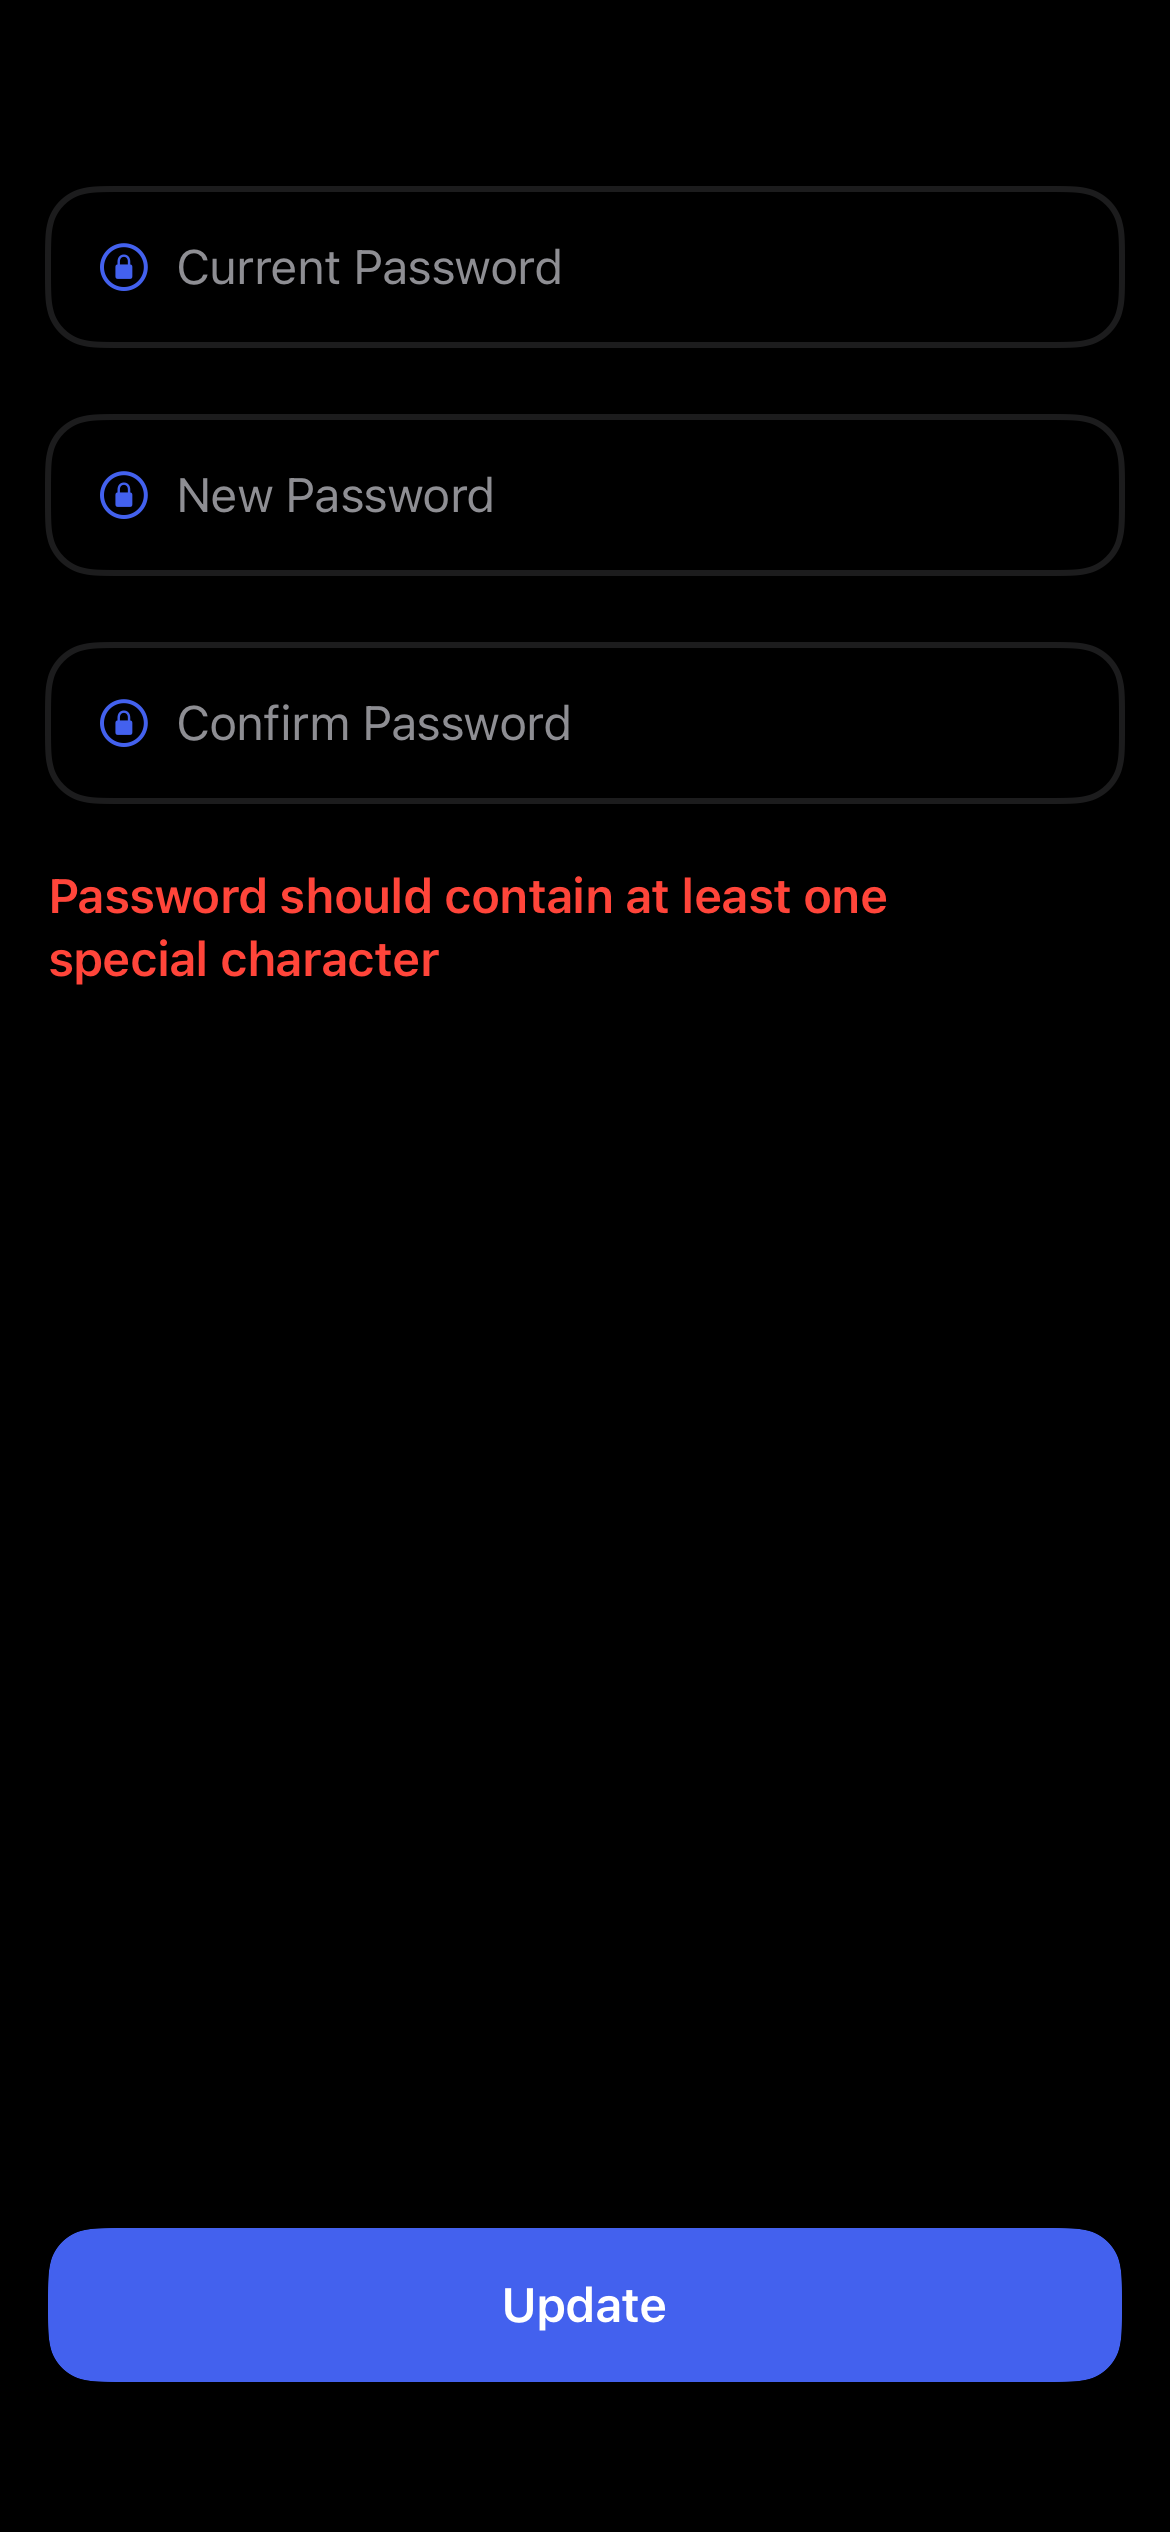 Current Password
New Password
Confirm Password
Password should contain at least one
special character
Update